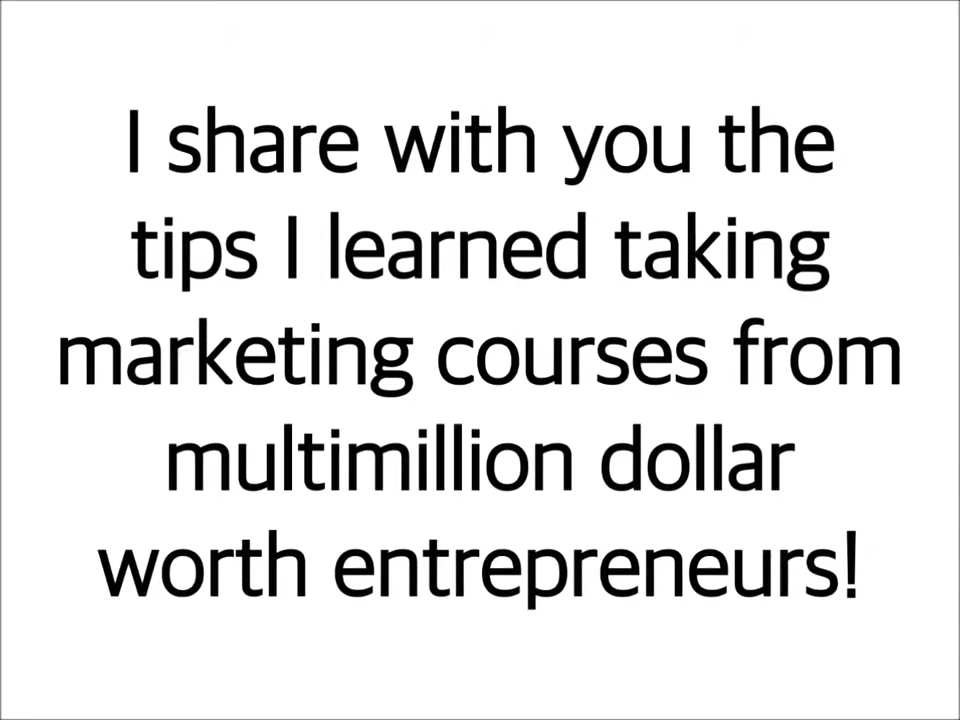 I share with you the
tips I learned taking
marketing courses from
multimillion dollar
worth entrepreneurs!